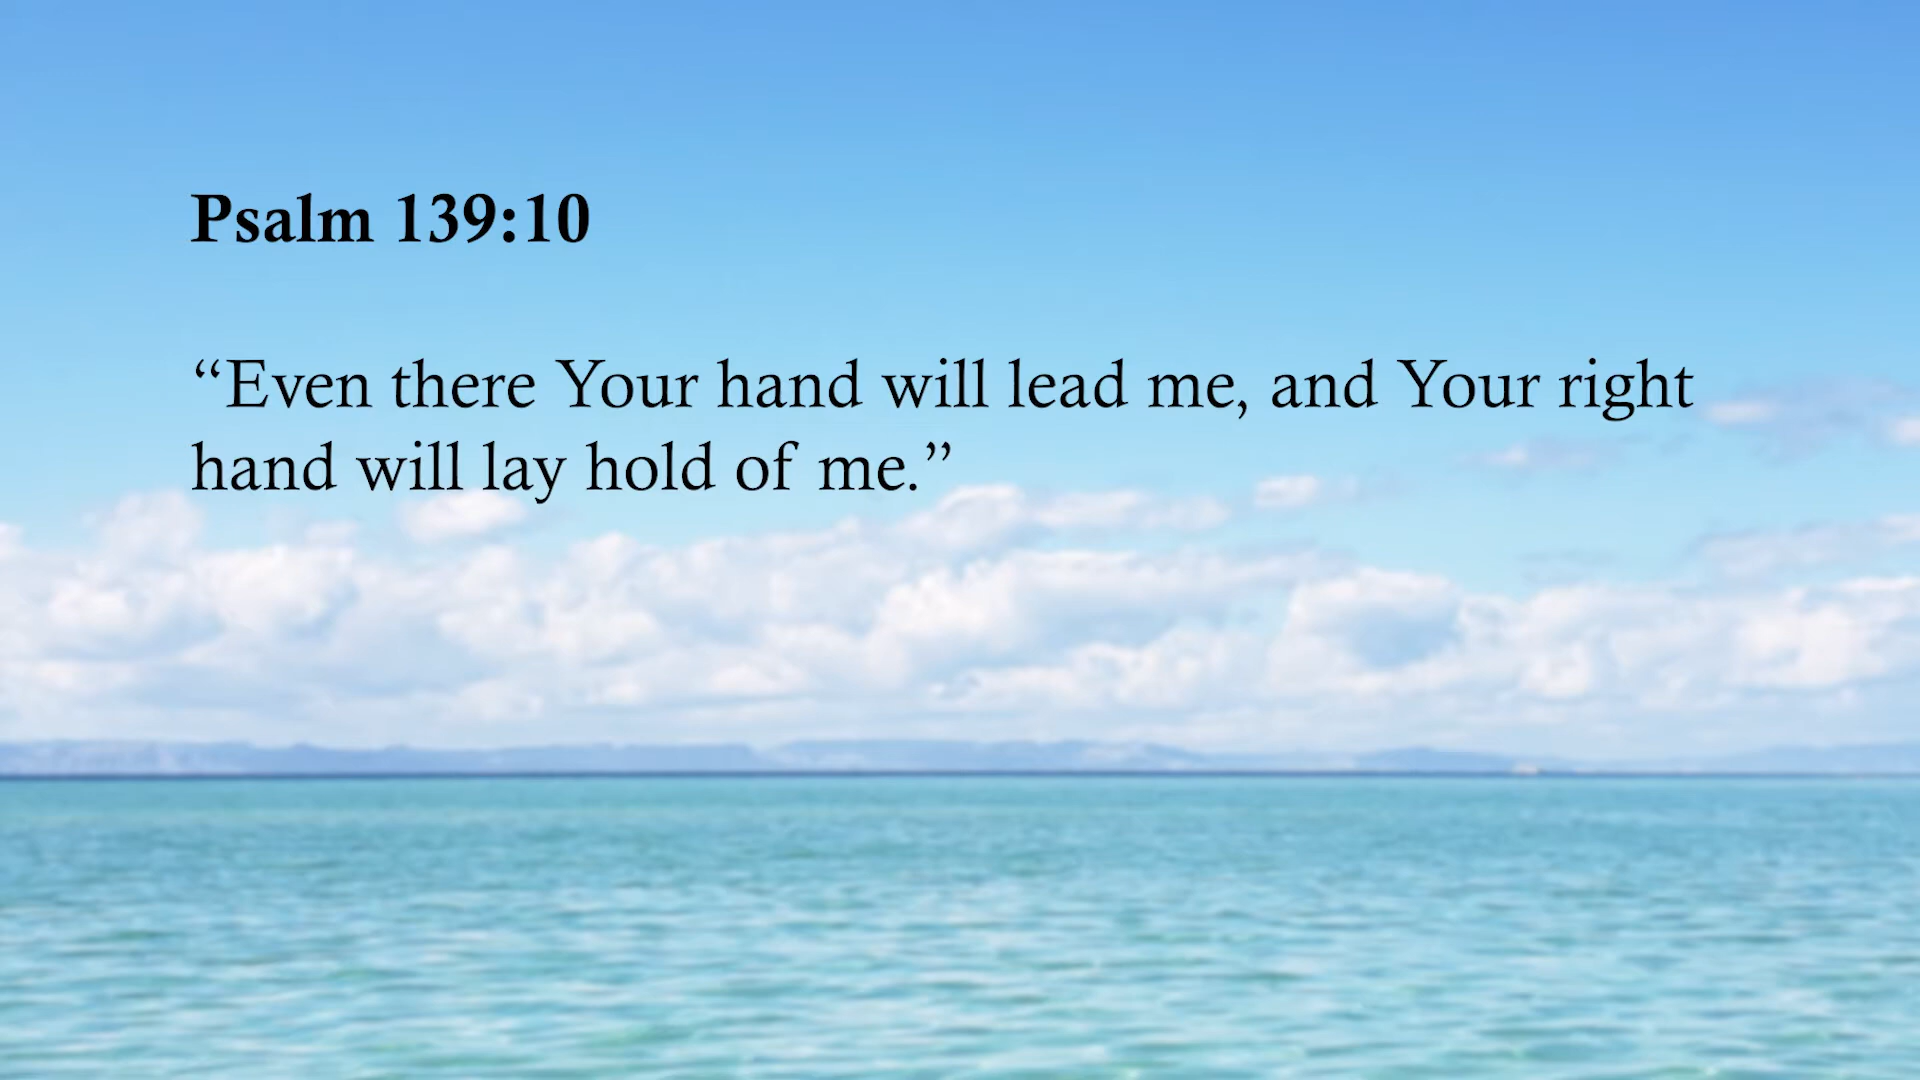 Psalm 139:10
“Even there Your hand will lead me, and Your right
hand will lay hold of me.”